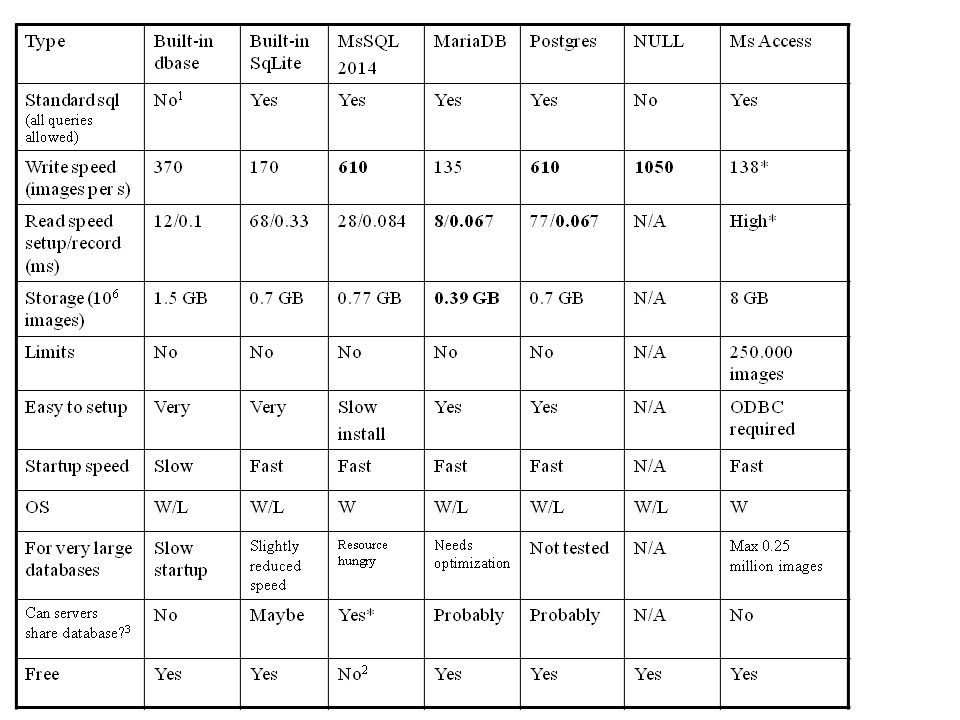 Type Built-in dbase Built-in SqLite MsSQL 2014 MariaDB Postgres NULL Ms Access
Standard sql (all queries allowed) No1 Yes Yes Yes Yes No Yes
Write speed (images per s) 370 170 610 135 610 1050 138*
Read speed setup/record (ms) 12/0.1 68/0.33 28/0.084 8/0.067 77/0.067 N/A High*
Storage (106 images) 1.5 GB 0.7 GB 0.77 GB 0.39 GB 0.7 GB N/A 8 GB
Limits No No No No No N/A 250.000 images
Easy to setup Very Very Slow install Yes Yes N/A ODBC required
Startup speed Slow Fast Fast Fast Fast N/A Fast
OS W/L W/L W W/L W/L W/L W
For very large databases Slow startup Slightly reduced speed Resource hungry Needs optimization Not tested N/A Max 0.25 million images
Can servers share database?3 No Maybe Yes* Probably Probably N/A No
Free Yes Yes No2 Yes Yes Yes Yes